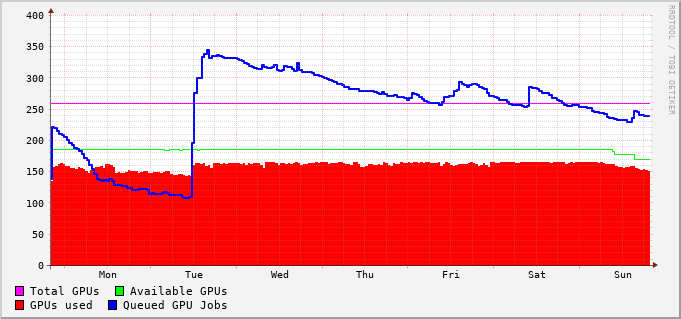 400
350
300
250
200
150
100
50
0
Mon Tue Wed Thu Fri Sat Sun
Total GPUs Available GPUs
GPUs used Queued GPU Jobs
RRDTOOL / TOBI OETIKER